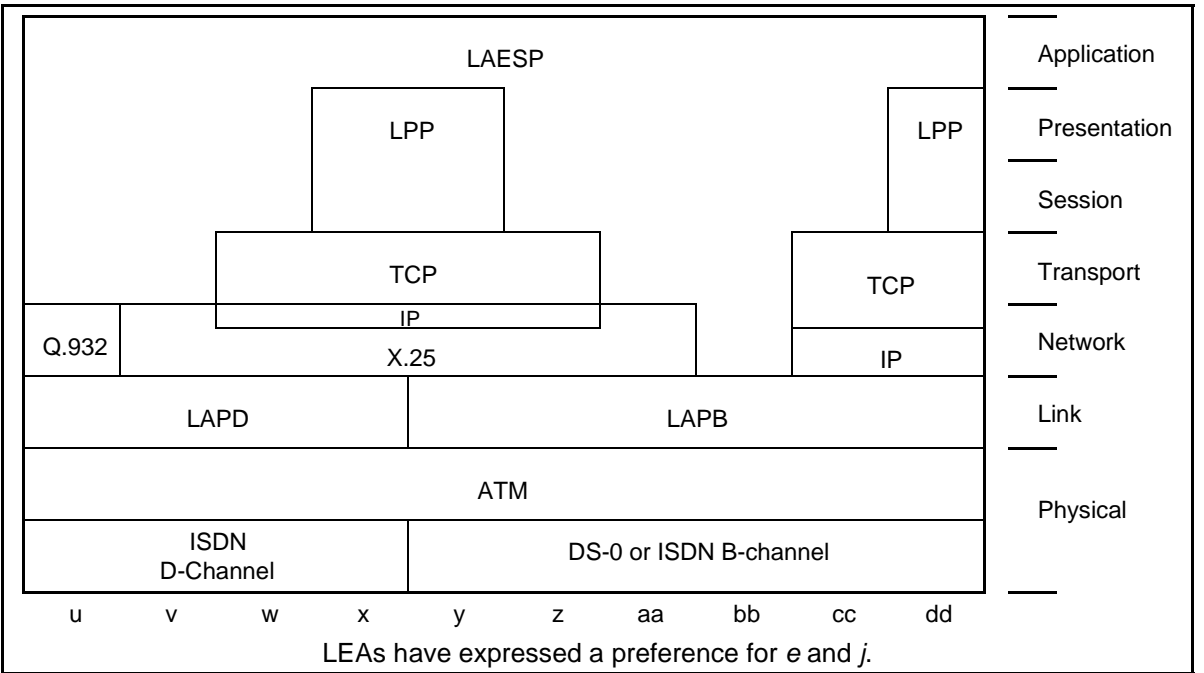 LAESP
Application
LPP
LPP
Presentation
Session
TCP
TCP
Transport
IP
Q.932
X.25
IP
Network
LAPD
LAPB
Link
ATM
Physical
ISDN
D-Channel
DS-0 or ISDN B-channel
u v w x y z aa bb cc dd
LEAs have expressed a preference for e and j.